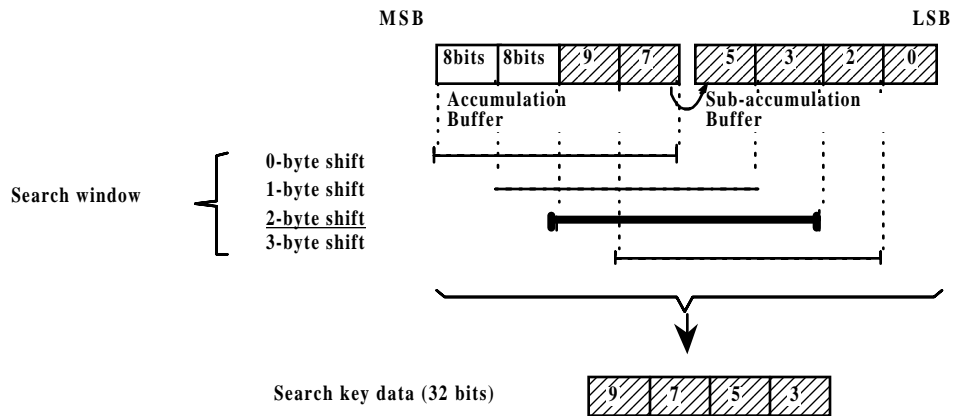 MSB LSB
8bits 8bits 9 7 5 3 2 0
Accumulation Buffer
Sub-accumulation Buffer
Search window
0-byte shift
1-byte shift
2-byte shift
3-byte shift
Search key data (32 bits) 9 7 5 3